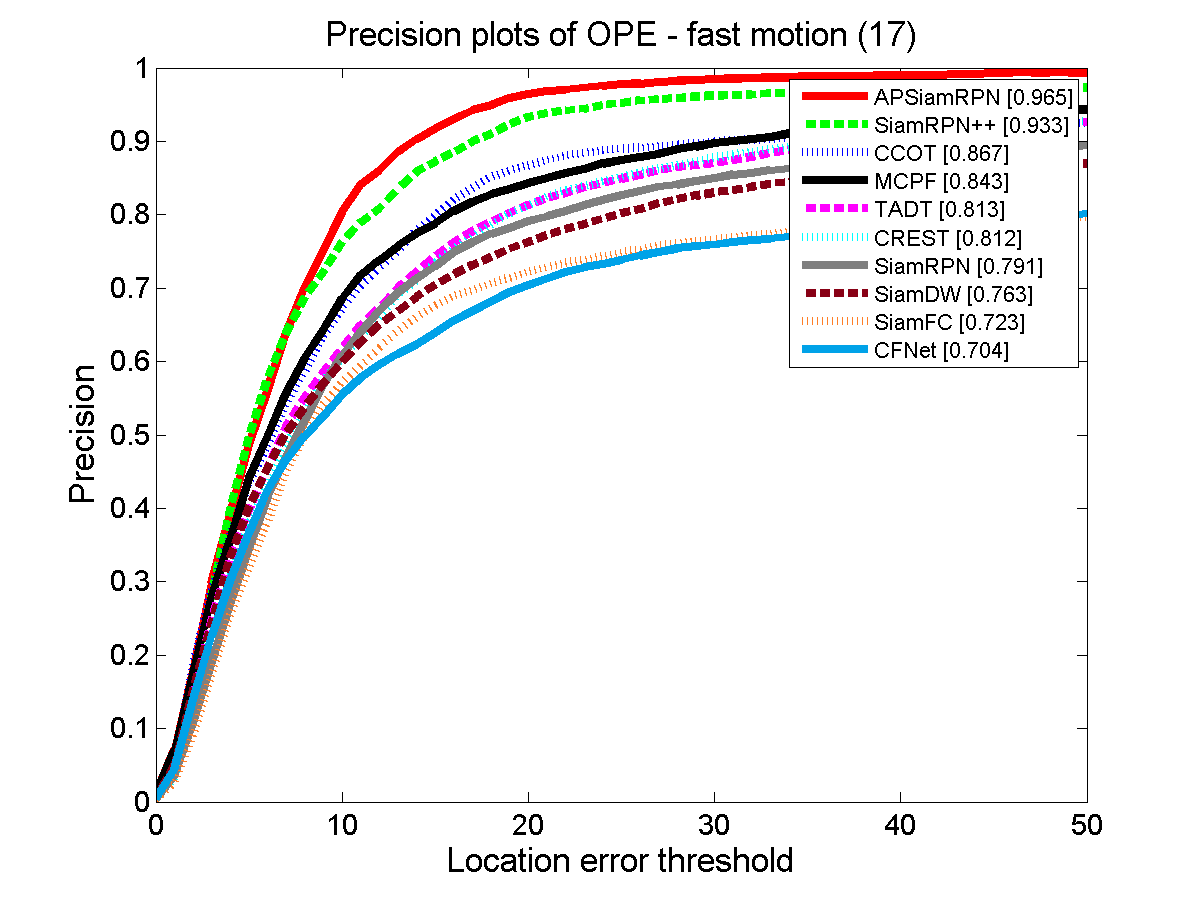 Precision plots of OPE - fast motion (17)
1
0.9
0.8
0.7
0.6
0.5
0.4
0.3
0.2
0.1
0
Precision
APSiamRPN [0.965]
SiamRPN++ [0.933]
CCOT [0.867]
MCPF [0.843]
TADT [0.813]
CREST [0.812]
SiamRPN [0.791]
SiamDW [0.763]
SiamFC [0.723]
CFNet [0.704]
0 10 20 30 40 50
Location error threshold